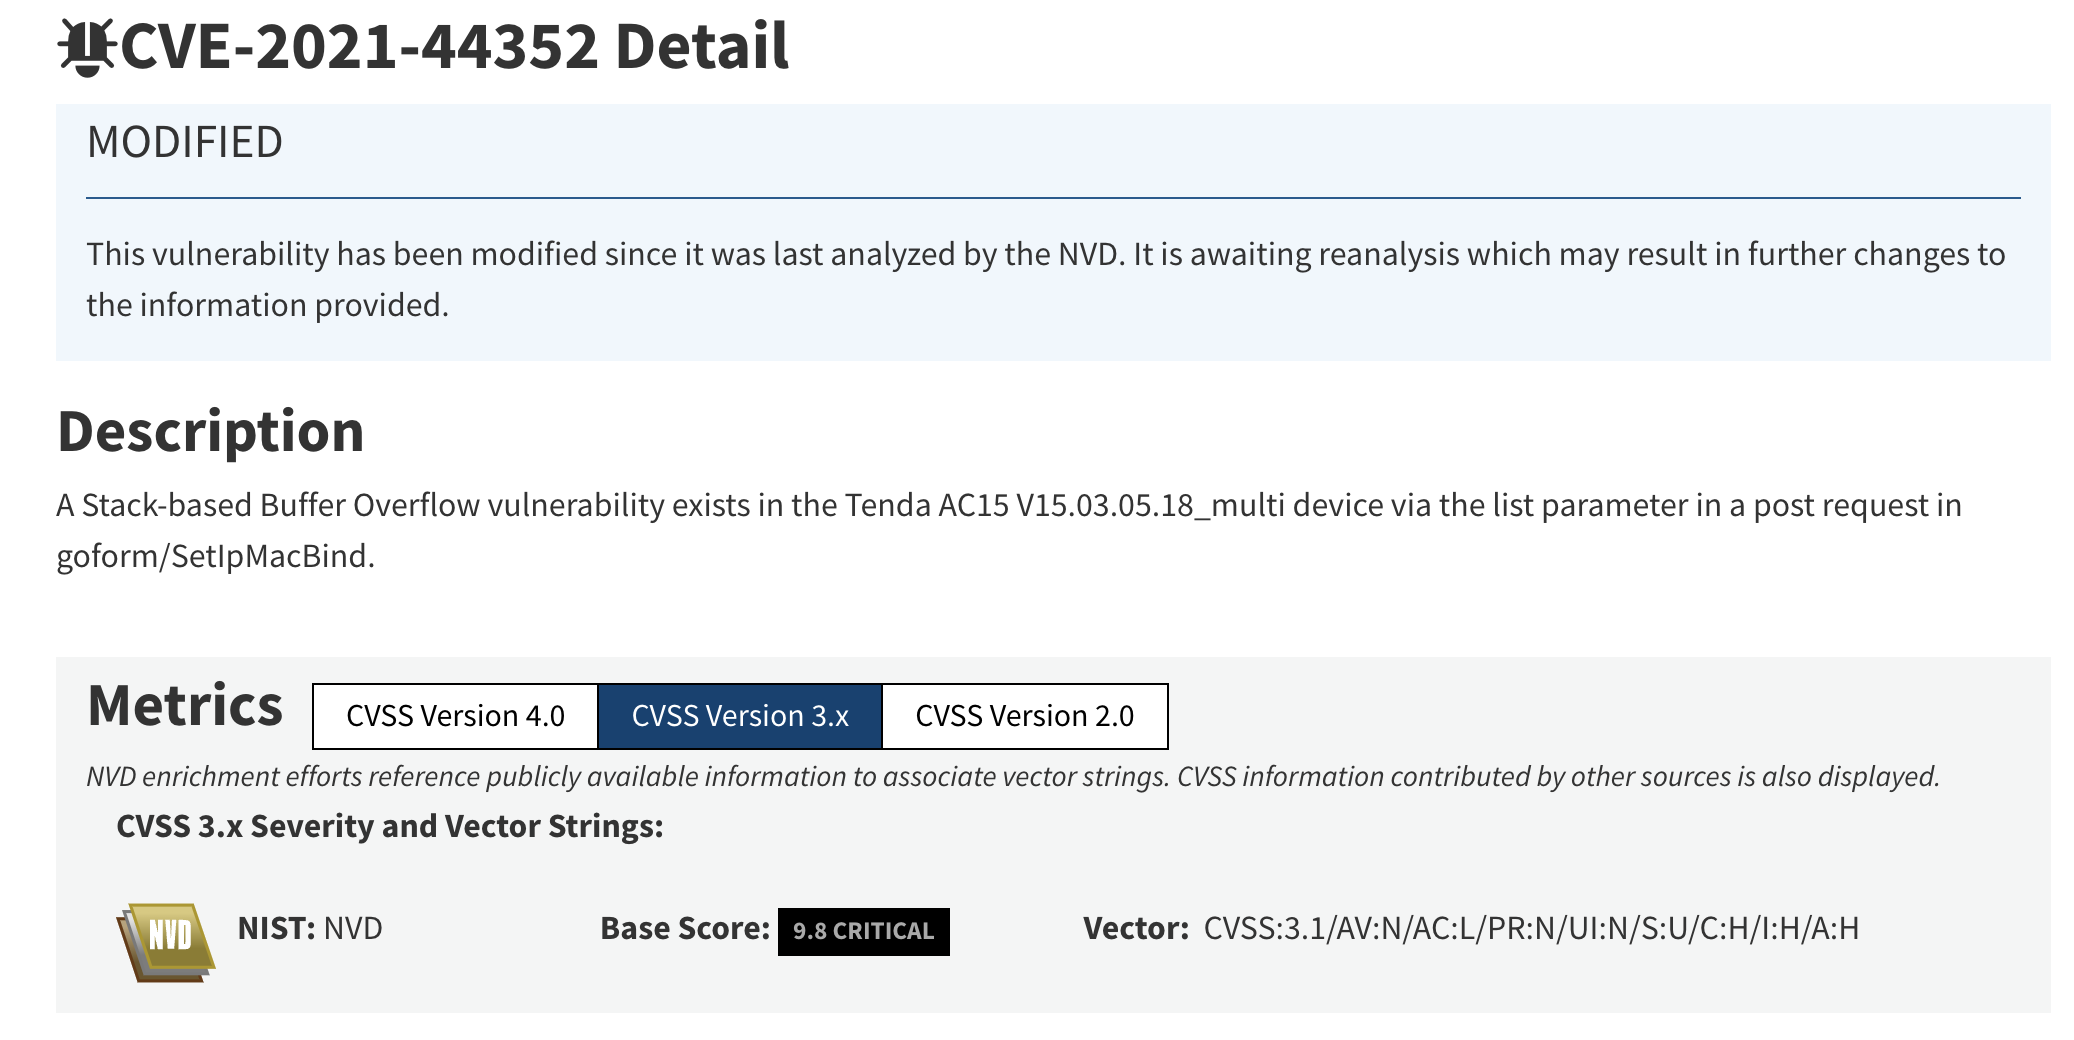 CVE-2021-44352 Detail
MODIFIED
This vulnerability has been modified since it was last analyzed by the NVD. It is awaiting reanalysis which may result in further changes to
the information provided.
Description
A Stack-based Buffer Overflow vulnerability exists in the Tenda AC15 V15.03.05.18_multi device via the list parameter in a post request in
goform/SetIpMacBind.
Metrics CVSS Version 4.0 CVSS Version 3.x CVSS Version 2.0
NVD enrichment efforts reference publicly available information to associate vector strings. CVSS information contributed by other sources is also displayed.
CVSS 3.x Severity and Vector Strings:
NVD NIST: NVD Base Score: 9.8 CRITICAL Vector: CVSS:3.1/AV:N/AC:L/PR:N/UI:N/S:U/C:H/I:H/A:H